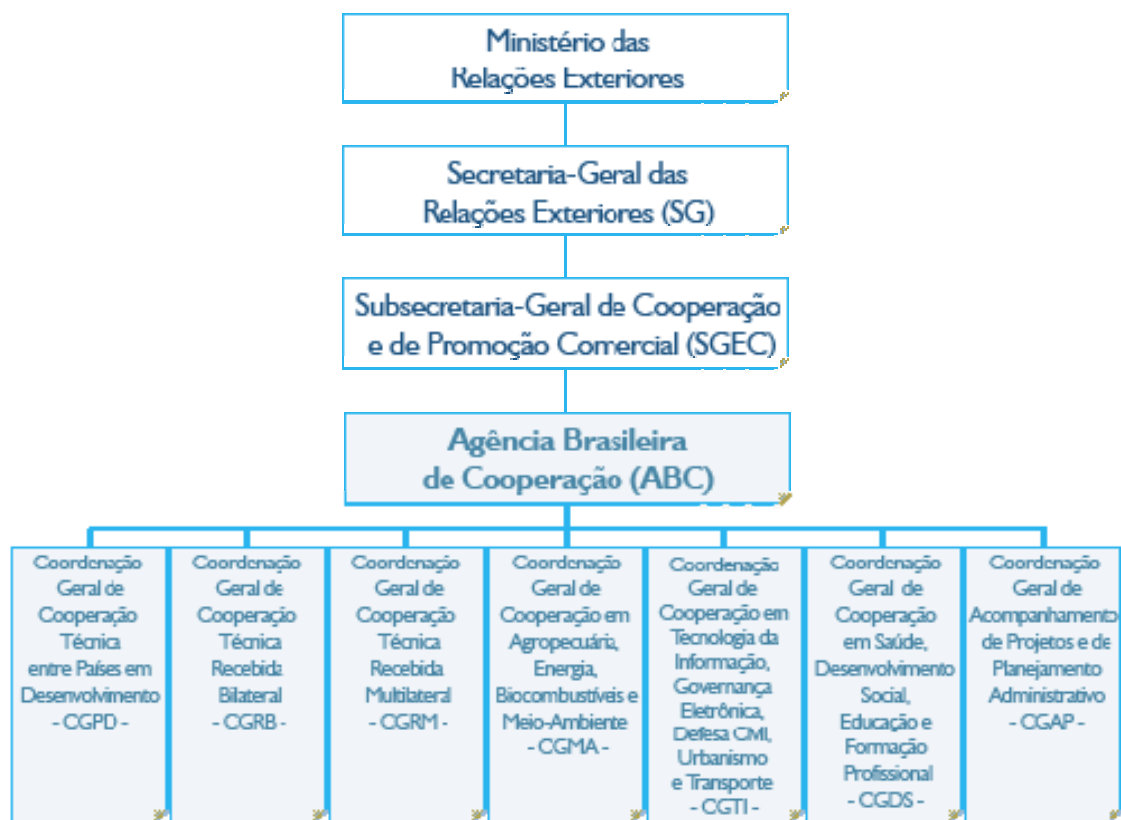 Ministério das
Relações Exteriores
Secretaria-Geral das
Relações Exteriores (SG)
Subsecretaria-Geral de Cooperação
e de Promoção Comercial (SGEC)
Agência Brasileira
de Cooperação (ABC)
Coordenação
Geral de
Cooperação
Técnica
entre Países em
Desenvolvimento
- CGPD -
Coordenação
Geral de
Cooperação
Técnica
Recebida
Bilateral
- CGRB -
Coordenação
Geral de
Cooperação
Técnica
Recebida
Multilateral
- CGRM -
Coordenação
Geral de
Cooperação em
Agropecuária,
Energia,
Biocombustíveis e
Meio-Ambiente
- CGMA -
Coordenação
Geral de
Cooperação em
Tecnologia da
Informação,
Governança
Eletrônica,
Defesa Civil,
Urbanismo
e Transporte
- CGTI -
Coordenação
Geral de
Cooperação
em Saúde,
Desenvolvimento
Social,
Educação e
Formação
Profissional
- CGDS -
Coordenação
Geral de
Acompanhamento
de Projetos e de
Planejamento
Administrativo
- CGAP -